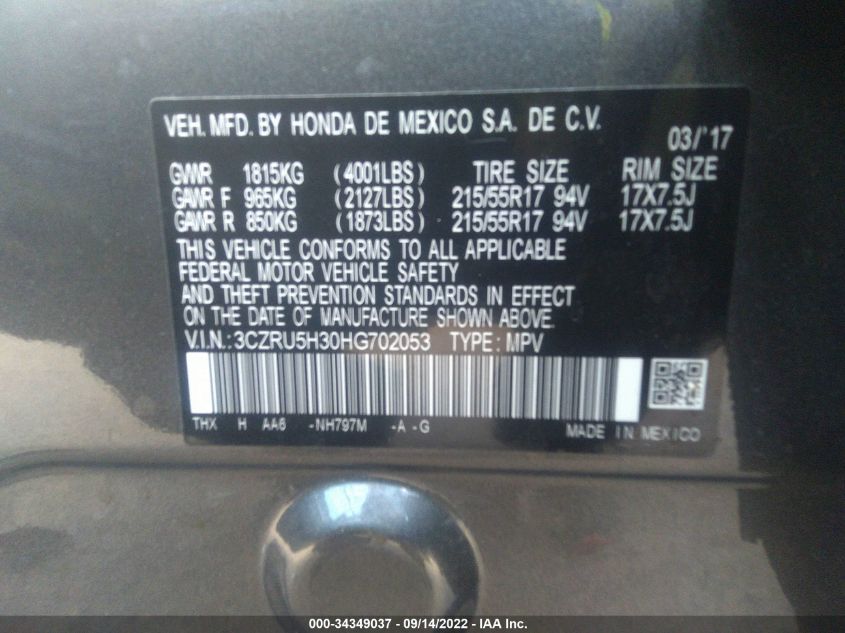 VEH. MFD. BY HONDA DE MEXICO S.A. DE C.V.
03/'17
GVWR 1815KG (4001LBS) TIRE SIZE RIM SIZE
GAWR F 965KG (2127LBS) 215/55R17 94V 17X7.5J
GAWR R 850KG (1873LBS) 215/55R17 94V 17X7.5J
THIS VEHICLE CONFORMS TO ALL APPLICABLE
FEDERAL MOTOR VEHICLE SAFETY
AND THEFT PREVENTION STANDARDS IN EFFECT
ON THE DATE OF MANUFACTURE SHOWN ABOVE.
V.I.N.:3CZRU5H30HG702053 TYPE: MPV
THX H AA6 -NH797M -A -G MADE IN MEXICO
000-34349037 - 09/14/2022 - IAA Inc.